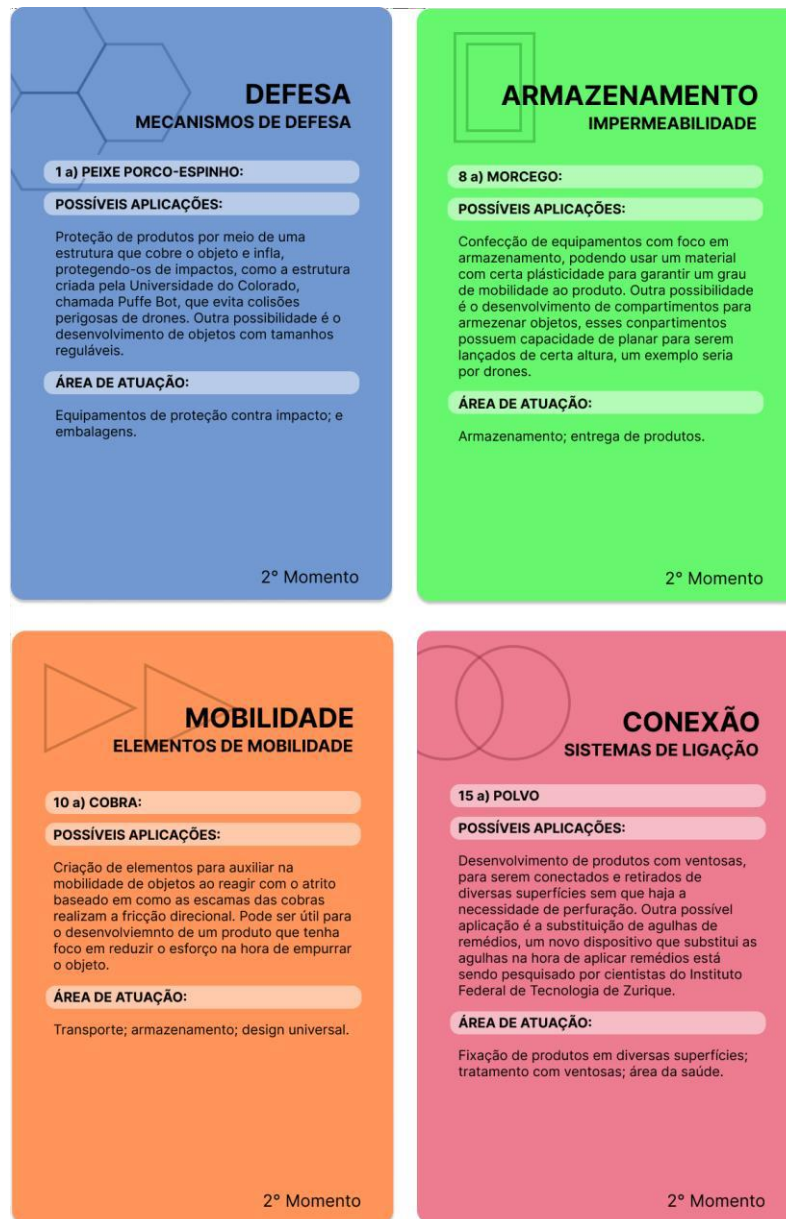 DEFESA
MECANISMOS DE DEFESA
1 a) PEIXE PORCO-ESPINHO:
POSSÍVEIS APLICAÇÕES:
Proteção de produtos por meio de uma
estrutura que cobre o objeto e infla,
protegendo-os de impactos, como a estrutura
criada pela Universidade do Colorado,
chamada Puffe Bot, que evita colisões
perigosas de drones. Outra possibilidade é o
desenvolvimento de objetos com tamanhos
reguláveis.
ÁREA DE ATUAÇÃO:
Equipamentos de proteção contra impacto; e
embalagens.
2° Momento
ARMAZENAMENTO
IMPERMEABILIDADE
8 a) MORCEGO:
POSSÍVEIS APLICAÇÕES:
Confecção de equipamentos com foco em
armazenamento, podendo usar um material
com certa plásticidade para garantir um grau
de mobilidade ao produto. Outra possibilidade
é o desenvolvimento de compartimentos para
armezenar objetos, esses conpartimentos
possuem capacidade de planar para serem
lançados de certa altura, um exemplo seria
por drones.
ÁREA DE ATUAÇÃO:
Armazenamento; entrega de produtos.
2° Momento
MOBILIDADE
ELEMENTOS DE MOBILIDADE
10 a) COBRA:
POSSÍVEIS APLICAÇÕES:
Criação de elementos para auxiliar na
mobilidade de objetos ao reagir com o atrito
baseado em como as escamas das cobras
realizam a fricção direcional. Pode ser útil para
o desenvolviemnto de um produto que tenha
foco em reduzir o esforço na hora de empurrar
o objeto.
ÁREA DE ATUAÇÃO:
Transporte; armazenamento; design universal.
2° Momento
CONEXÃO
SISTEMAS DE LIGAÇÃO
15 a) POLVO
POSSÍVEIS APLICAÇÕES:
Desenvolvimento de produtos com ventosas,
para serem conectados e retirados de
diversas superfícies sem que haja a
necessidade de perfuração. Outra possível
aplicação é a substituição de agulhas de
remédios, um novo dispositivo que substitui as
agulhas na hora de aplicar remédios está
sendo pesquisado por cientistas do Instituto
Federal de Tecnologia de Zurique.
ÁREA DE ATUAÇÃO:
Fixação de produtos em diversas superfícies;
tratamento com ventosas; área da saúde.
2° Momento